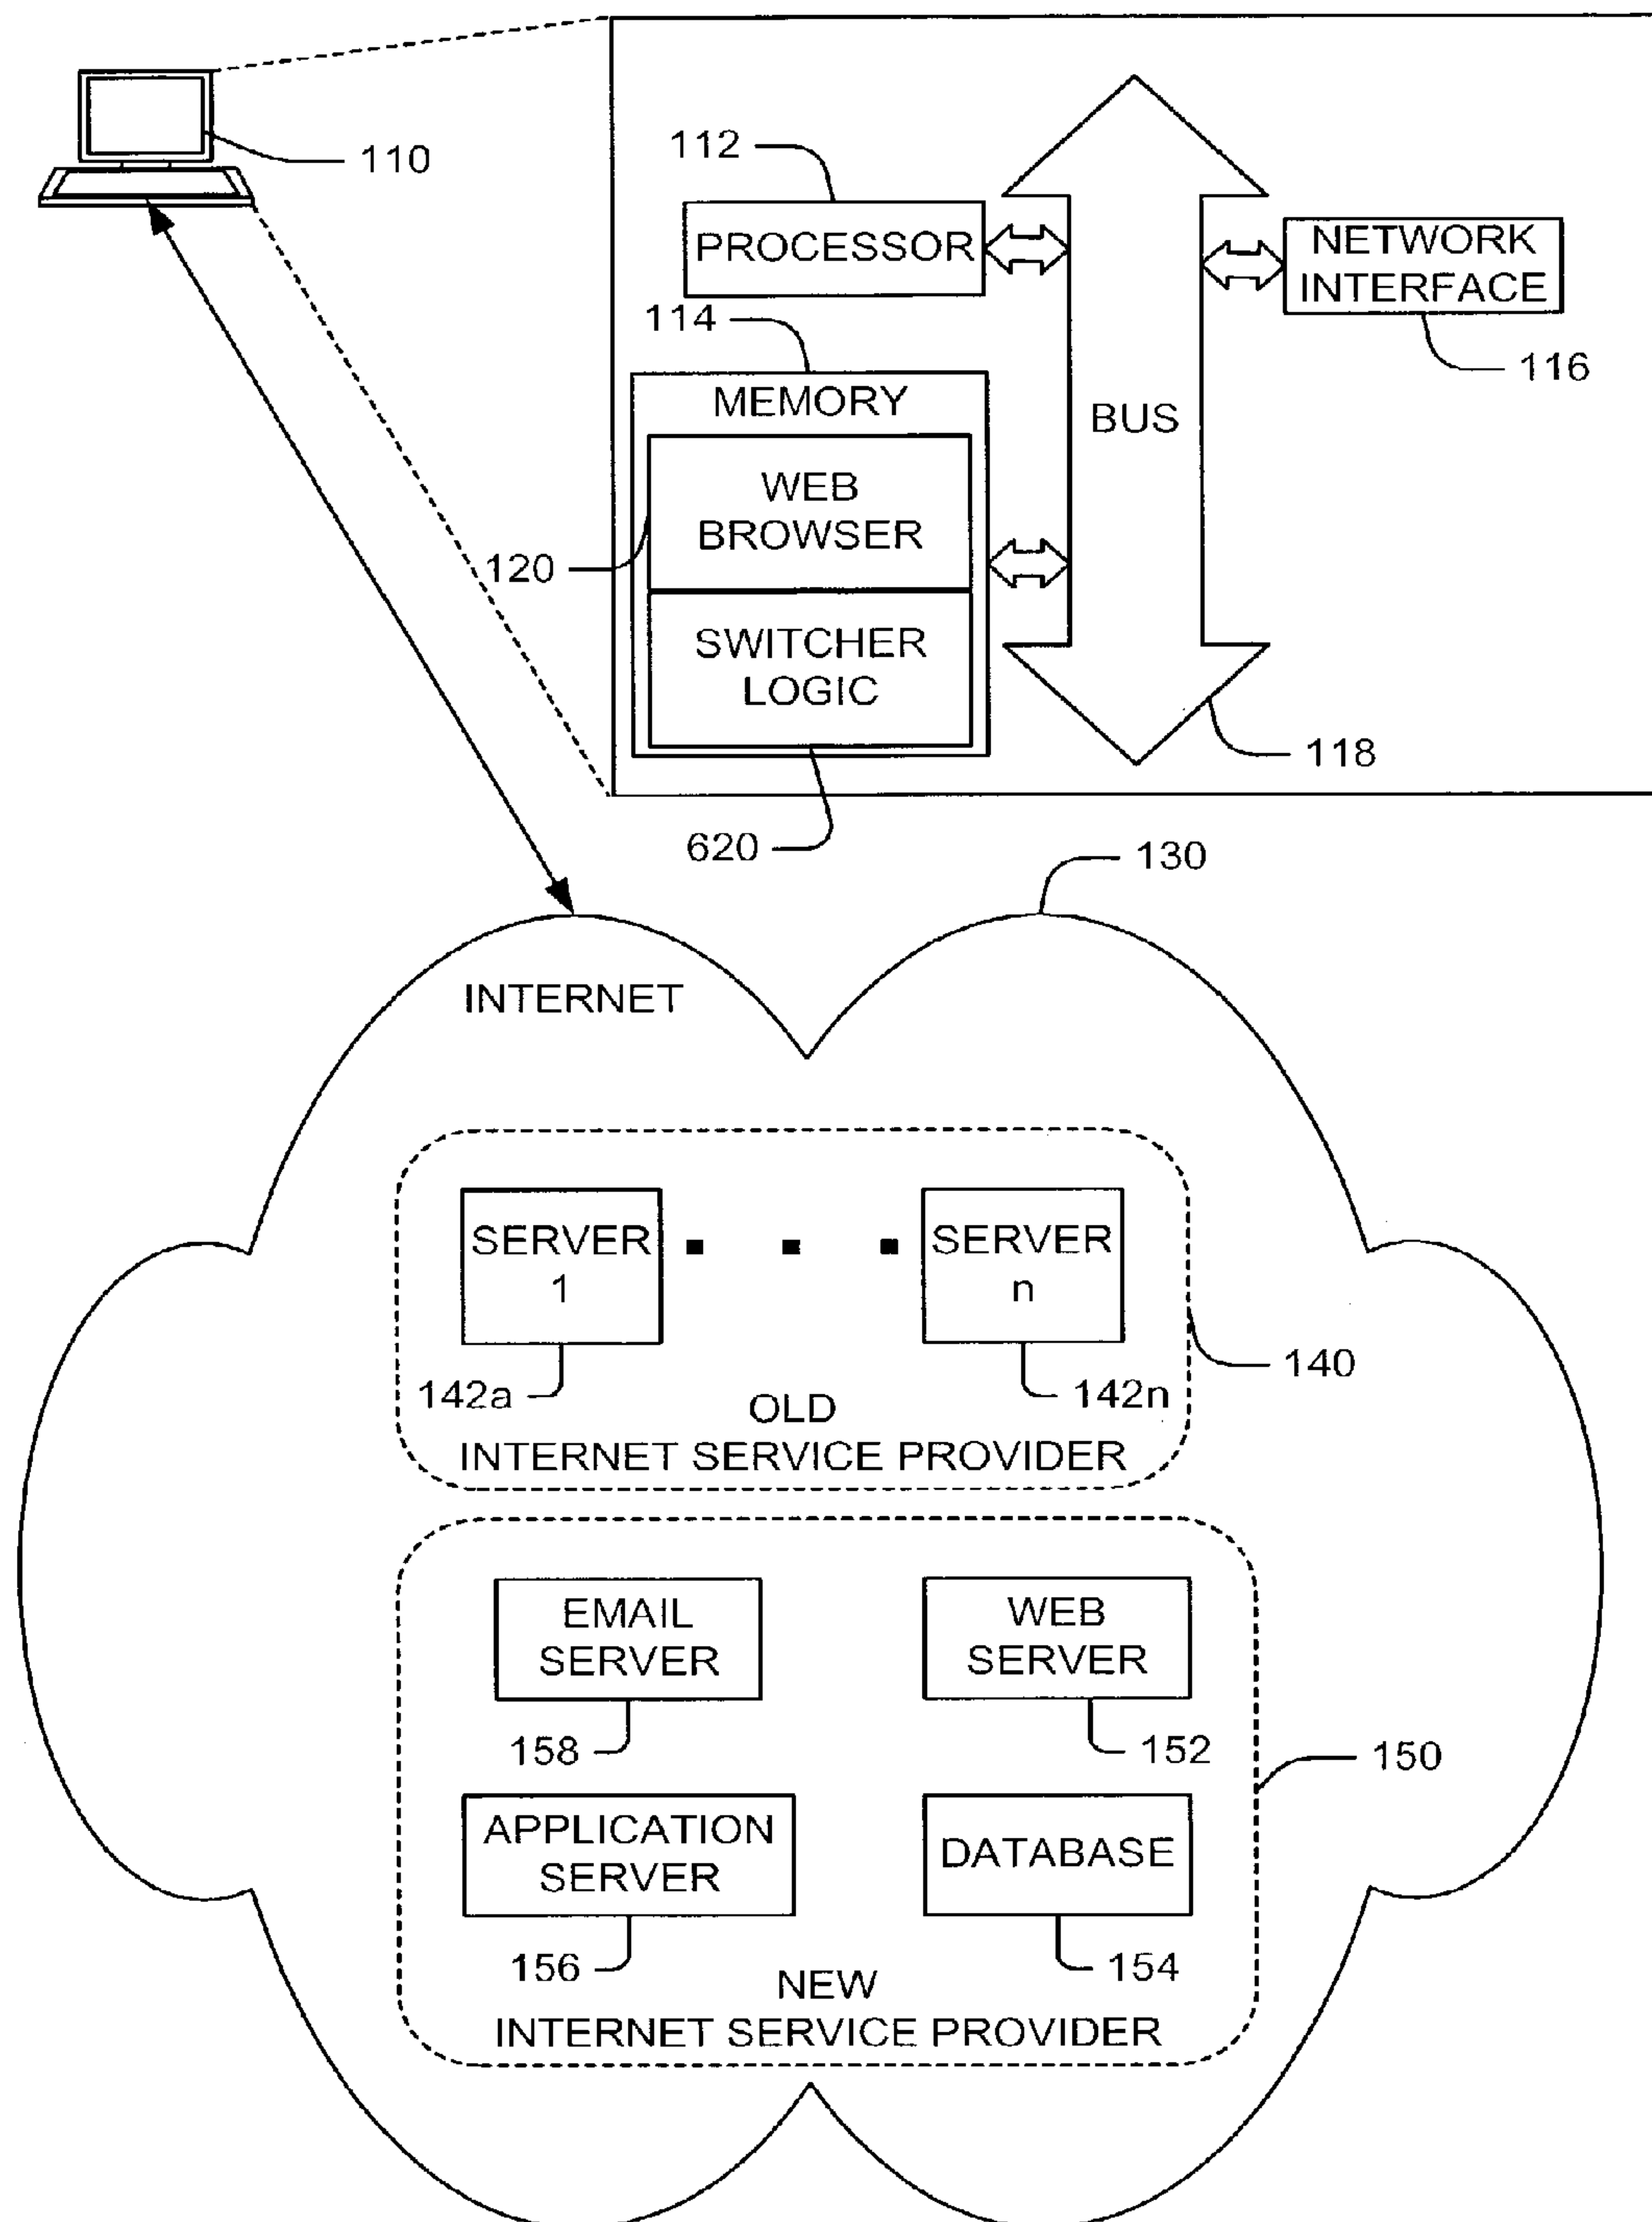 110
112
PROCESSOR
NETWORK
INTERFACE
114
116
MEMORY
BUS
WEB
BROWSER
120
SWITCHER
LOGIC
118
620
130
INTERNET
SERVER
1
SERVER
n
140
142a
142n
OLD
INTERNET SERVICE PROVIDER
EMAIL
SERVER
WEB
SERVER
158
152
150
APPLICATION
SERVER
DATABASE
156
154
NEW
INTERNET SERVICE PROVIDER